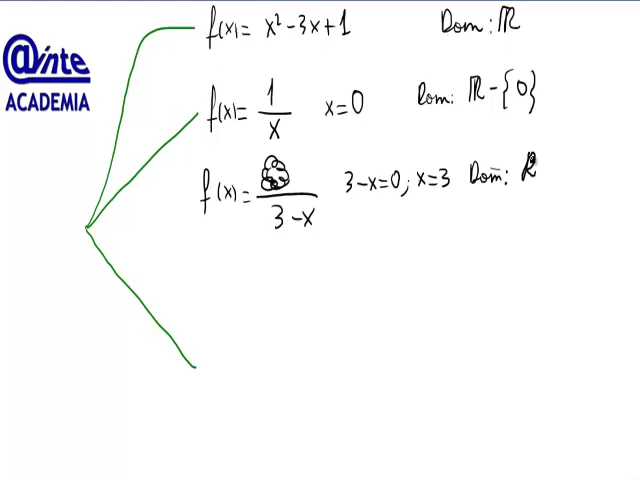 @inte
ACADEMIA
f(x)= x² -3x+1 Dom: ℝ
f(x)= 1/x x=0 Dom: ℝ-{0}
f(x)= /3-x 3-x=0; x=3 Dom: ℝ